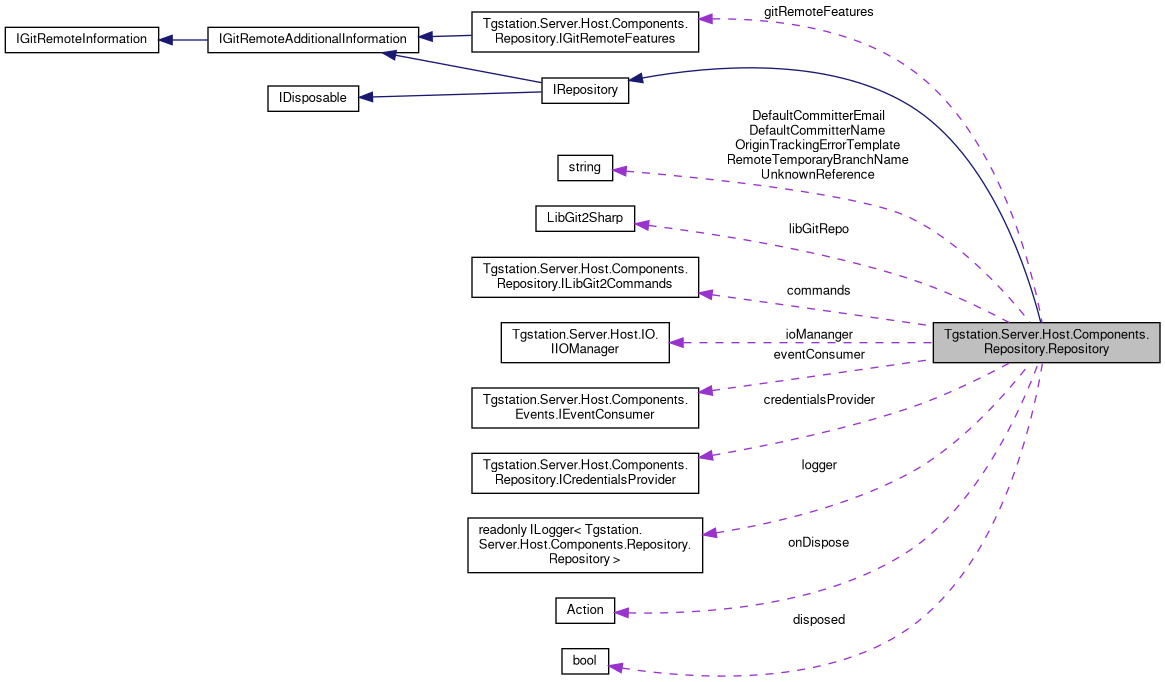 gitRemoteFeatures
Tgstation.Server.Host.Components.
Repository.IGitRemoteFeatures
IGitRemoteInformation
IGitRemoteAdditionalInformation
IRepository
IDisposable
DefaultCommitterEmail
DefaultCommitterName
OriginTrackingErrorTemplate
RemoteTemporaryBranchName
UnknownReference
string
LibGit2Sharp
libGitRepo
Tgstation.Server.Host.Components.
Repository.ILibGit2Commands
commands
Tgstation.Server.Host.IO.
IIOManager
ioMananger
Tgstation.Server.Host.Components.
Repository.Repository
eventConsumer
Tgstation.Server.Host.Components.
Events.IEventConsumer
credentialsProvider
Tgstation.Server.Host.Components.
Repository.ICredentialsProvider
logger
readonly ILogger< Tgstation.
Server.Host.Components.Repository.
Repository >
onDispose
Action
disposed
bool